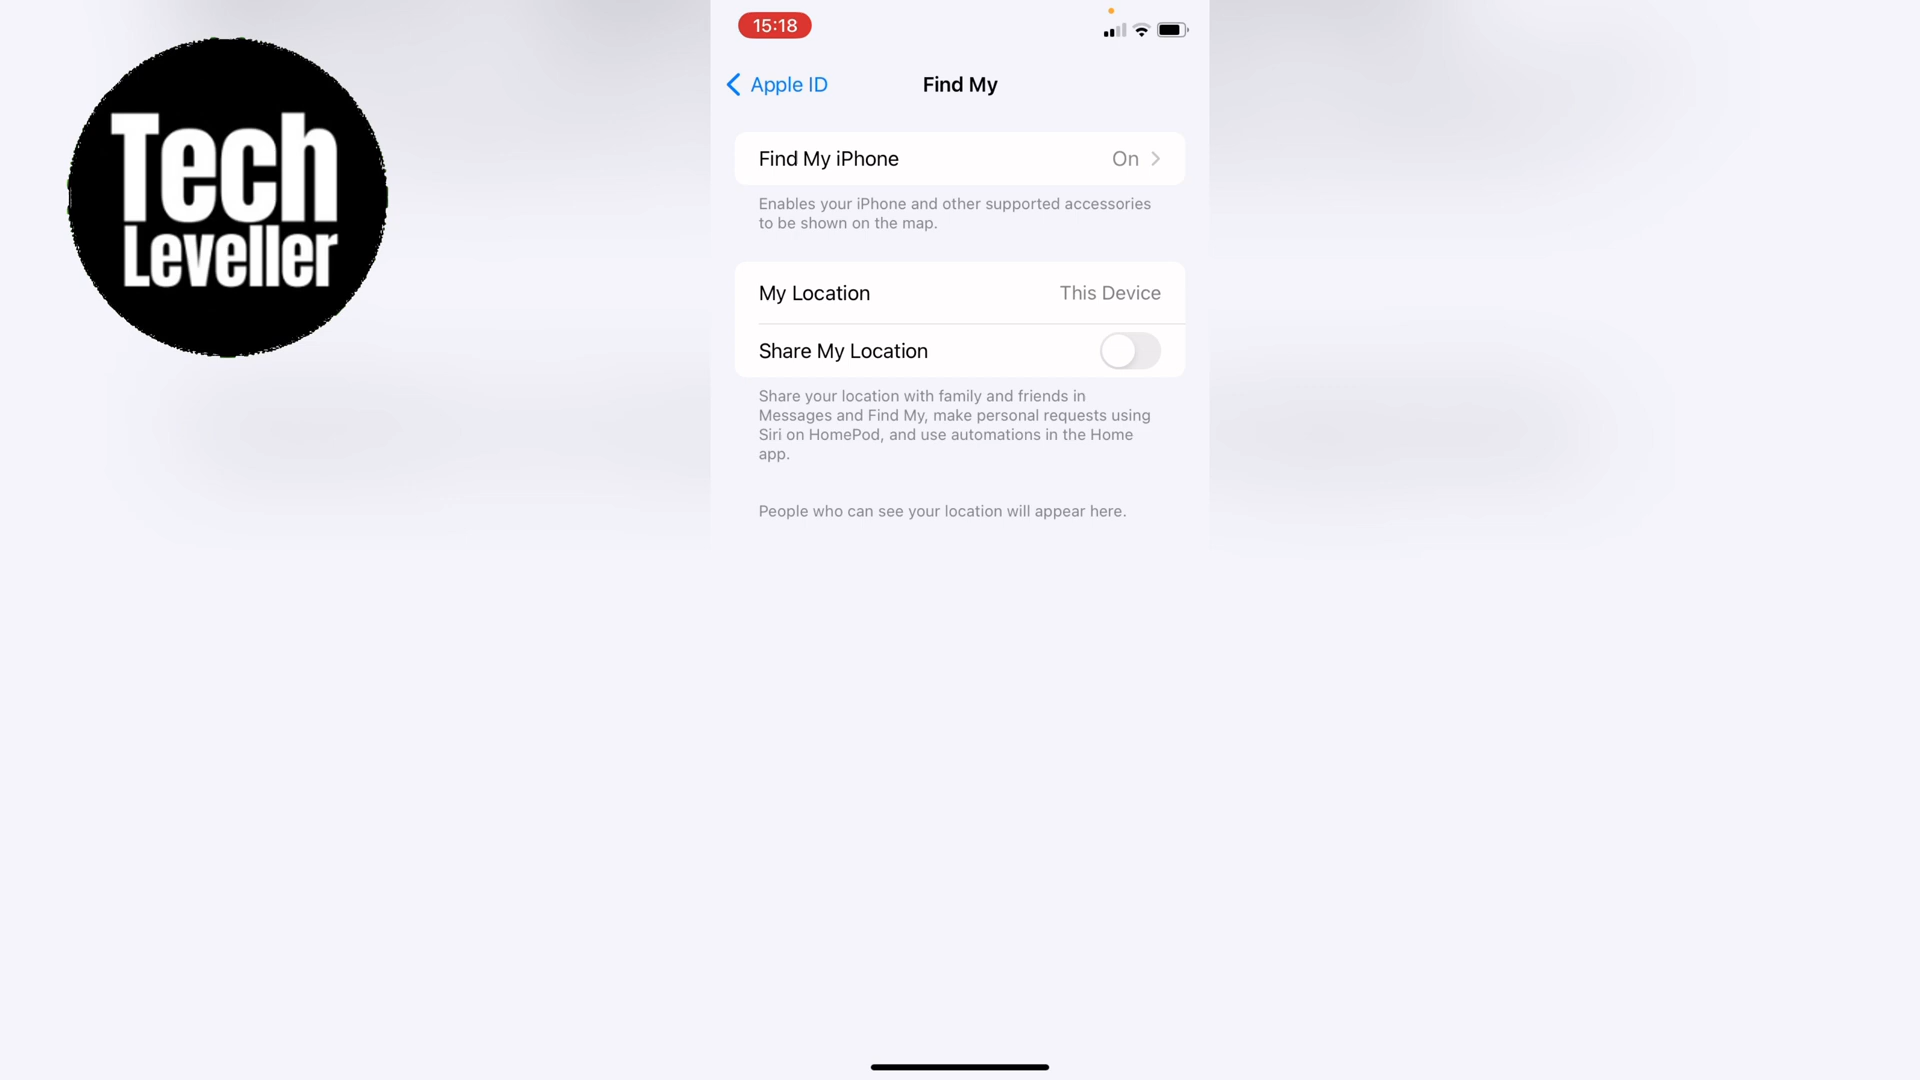 Tech
Leveller
15:18
Apple ID
Find My
Find My iPhone
On
Enables your iPhone and other supported accessories
to be shown on the map.
My Location
This Device
Share My Location
Share your location with family and friends in
Messages and Find My, make personal requests using
Siri on HomePod, and use automations in the Home
app.
People who can see your location will appear here.